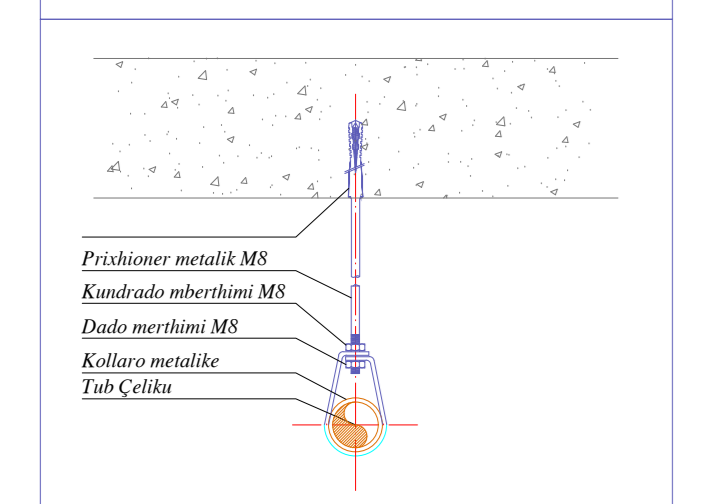 Prixhioner metalik M8
Kundrado mberthimi M8
Dado merthimi M8
Kollaro metalike
Tub Çeliku